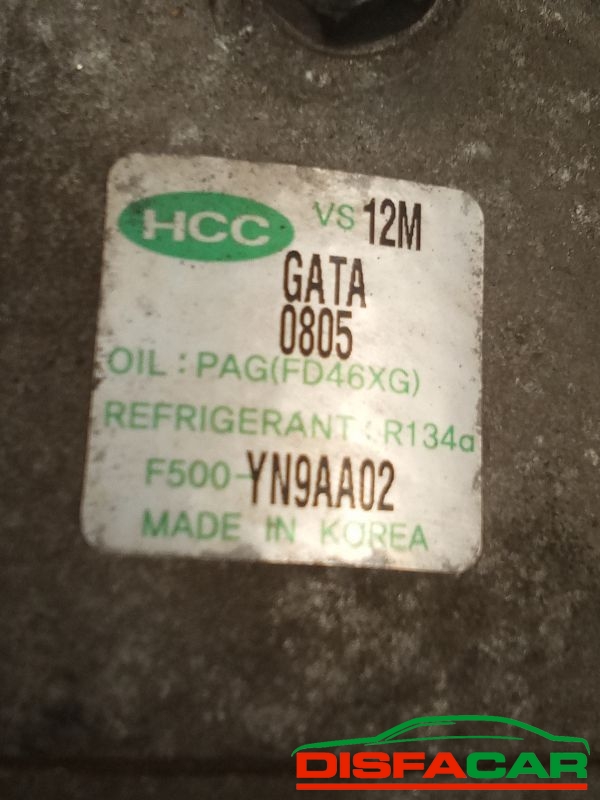 HCC VS 12M
GATA
0805
OIL : PAG(FD46XG)
REFRIGERANT : R134a
F500-YN9AA02
MADE IN KOREA
DISFACAR